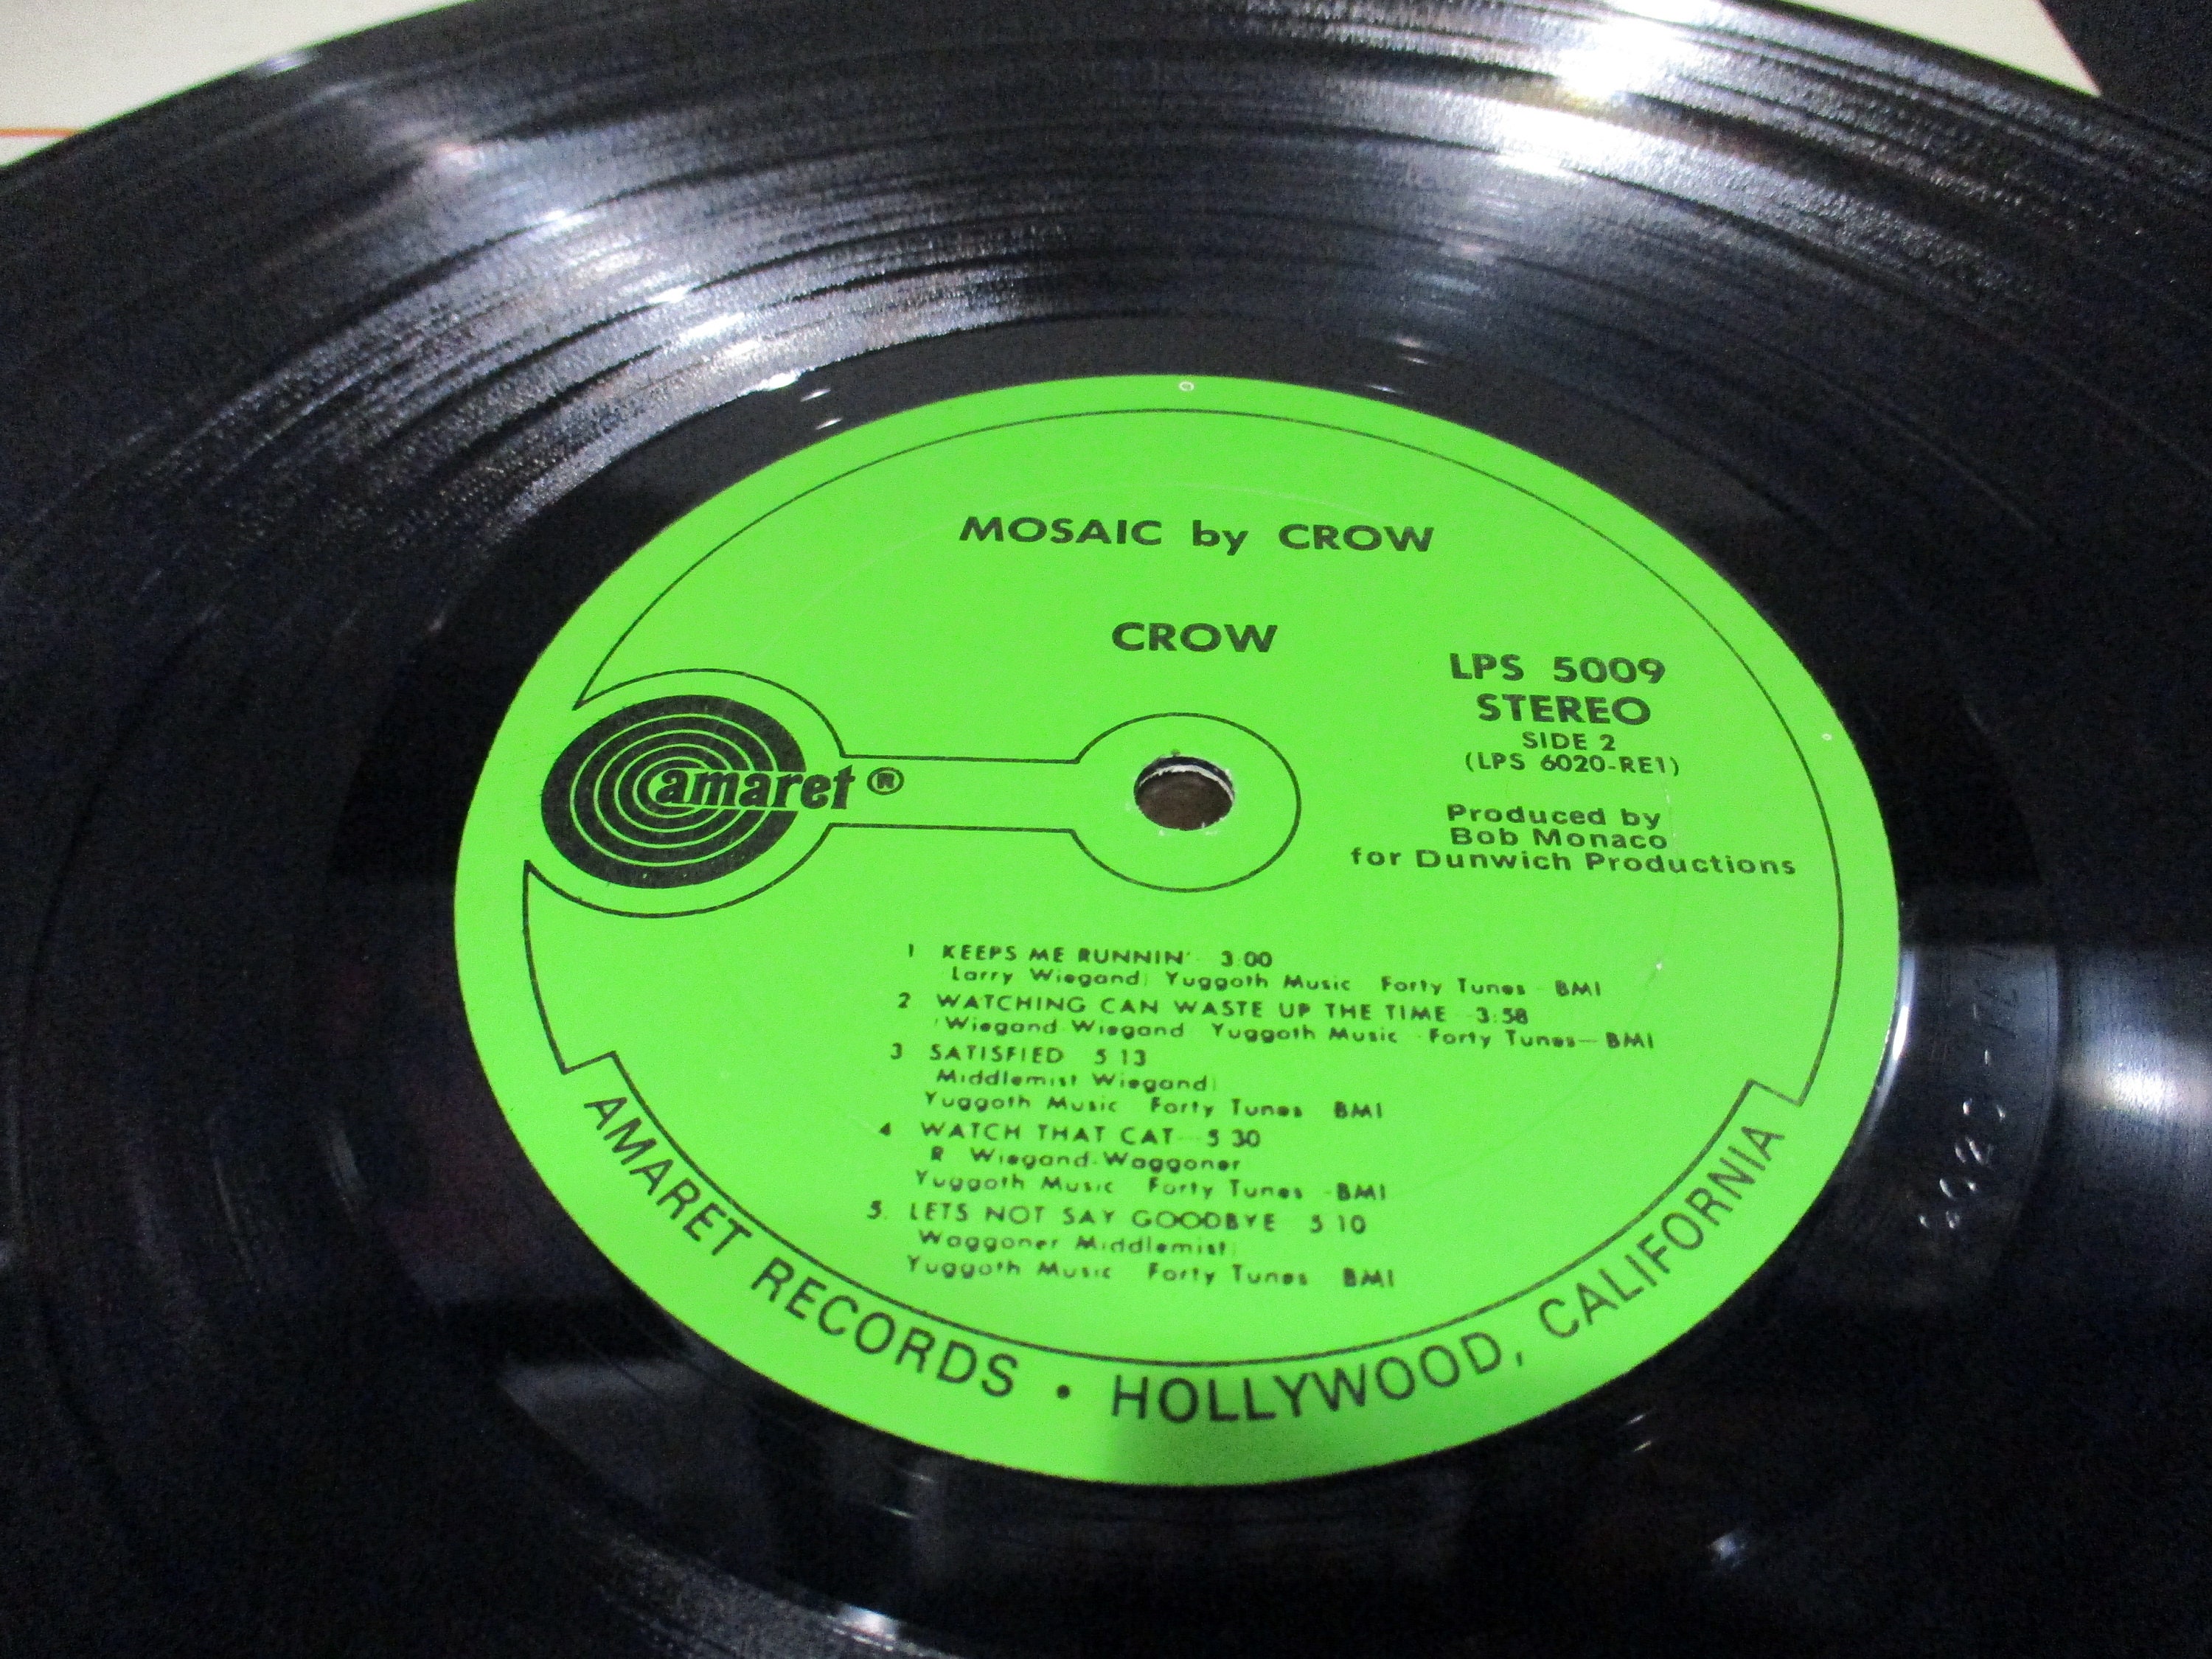 MOSAIC by CROW
CROW
LPS 5009
STEREO
SIDE 2
(LPS 6020-RE1)
amaret ®
Produced by
Bob Monaco
for Dunwich Productions
1 KEEPS ME RUNNIN' 3:00
Larry Wiegand) Yuggoth Music Forty Tunes - BMI
2 WATCHING CAN WASTE UP THE TIME 3:58
(Wiegand-Wiegand Yuggoth Music - Forty Tunes—BMI
3 SATISFIED 5 13
Middlemist Wiegand)
Yuggoth Music Forty Tunes BMI
4 WATCH THAT CAT—5 30
R Wiegand-Waggoner
Yuggoth Music Forty Tunes -BMI
5. LETS NOT SAY GOODBYE 5 10
Waggoner Middlemist)
Yuggoth Music Forty Tunes BMI
AMARET RECORDS • HOLLYWOOD, CALIFORNIA